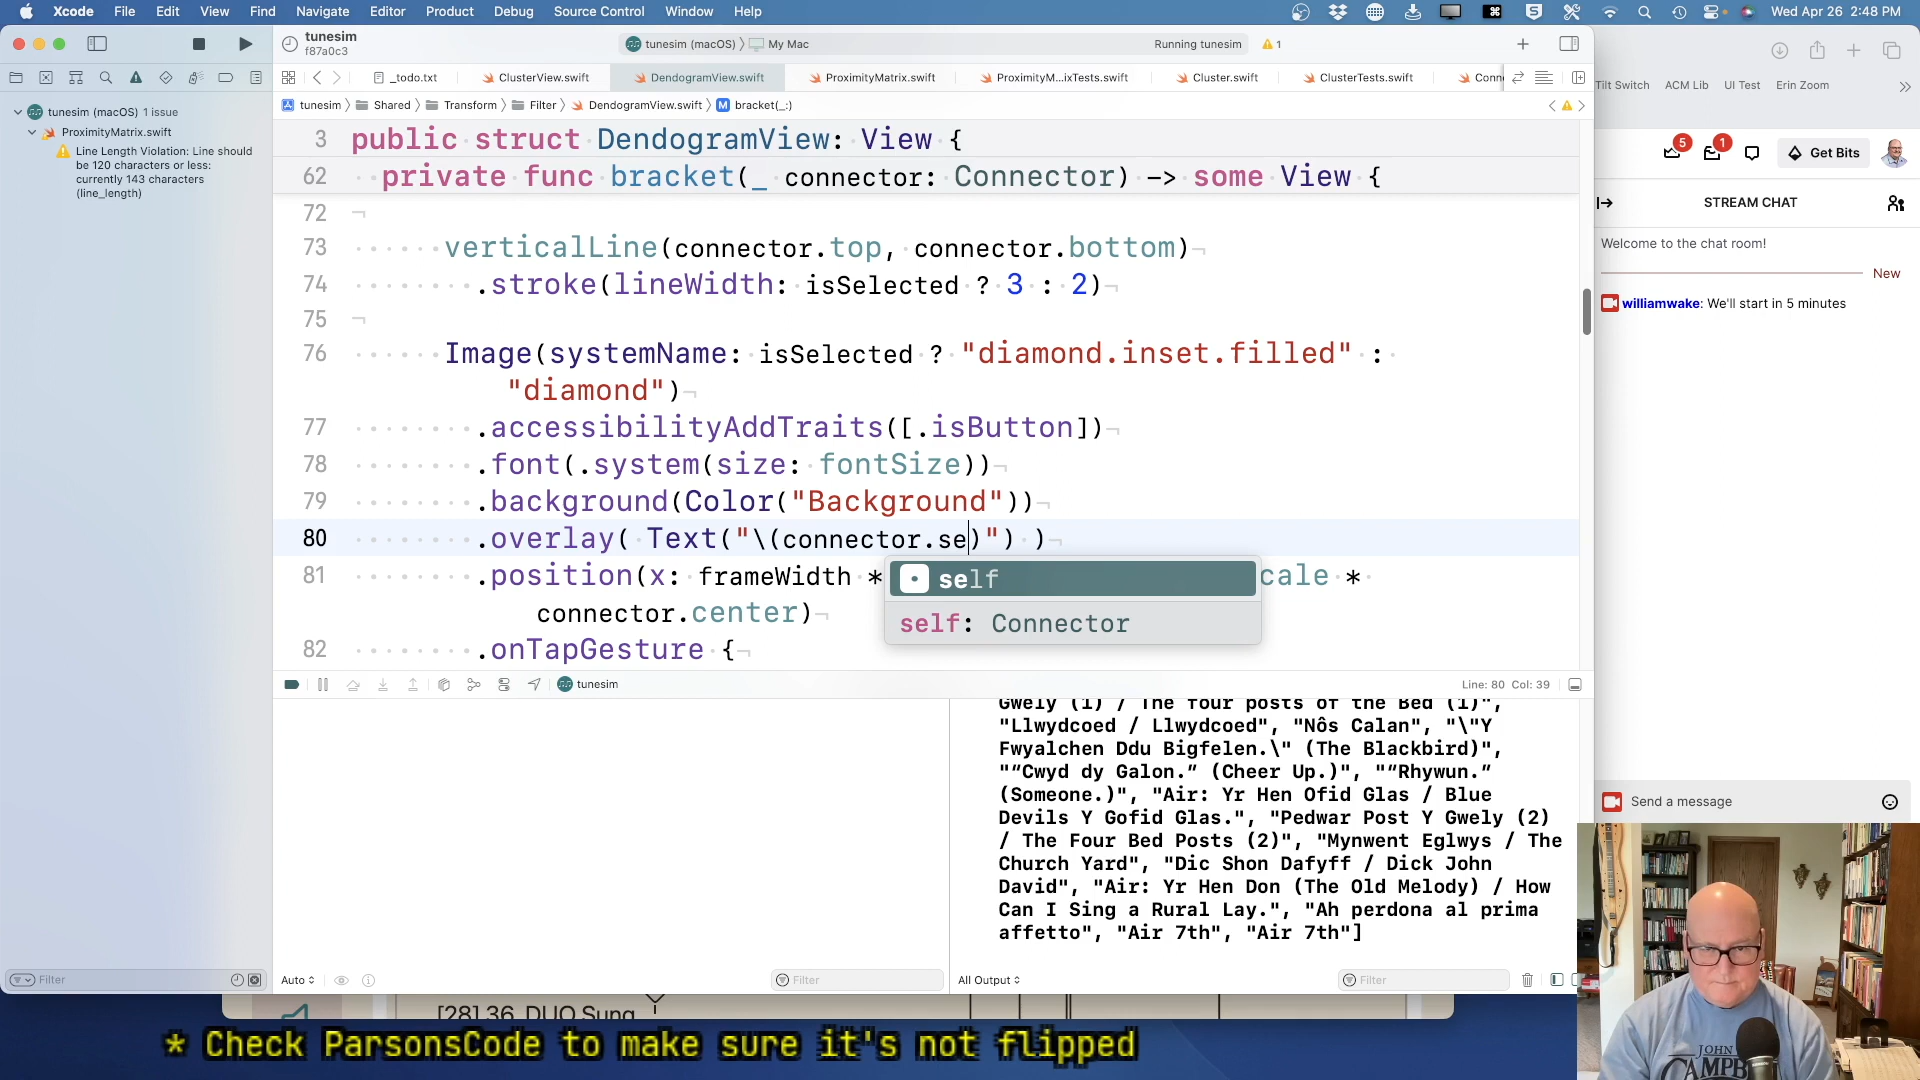 Xcode File Edit View Find Navigate Editor Product Debug Source Control Window Help
Wed Apr 26 2:48 PM
tunesim
f87a0c3
tunesim (macOS) My Mac
Running tunesim 1
_todo.txt ClusterView.swift DendogramView.swift ProximityMatrix.swift ProximityM...ixTests.swift Cluster.swift ClusterTests.swift Conn
tunesim Shared Transform Filter DendogramView.swift M bracket(_:)
tunesim (macOS) 1 issue
ProximityMatrix.swift
Line Length Violation: Line should
be 120 characters or less:
currently 143 characters
(line_length)
3 public struct DendogramView: View {
62 private func bracket(_ connector: Connector) -> some View {
72
73 verticalLine(connector.top, connector.bottom)
74 .stroke(lineWidth: isSelected ? 3 : 2)
75
76 Image(systemName: isSelected ? "diamond.inset.filled" :
"diamond")
77 .accessibilityAddTraits([.isButton])
78 .font(.system(size: fontSize))
79 .background(Color("Background"))
80 .overlay( Text("\(connector.se)") )
81 .position(x: frameWidth * cale *
connector.center)
82 .onTapGesture {
self
self: Connector
tunesim
Line: 80 Col: 39
Gwely (1) / The four posts of the Bed (1)",
"Llwydcoed / Llwydcoed", "Nôs Calan", "\"Y
Fwyalchen Ddu Bigfelen.\" (The Blackbird)",
"“Cwyd dy Galon.” (Cheer Up.)", "“Rhywun.”
(Someone.)", "Air: Yr Hen Ofid Glas / Blue
Devils Y Gofid Glas.", "Pedwar Post Y Gwely (2)
/ The Four Bed Posts (2)", "Mynwent Eglwys / The
Church Yard", "Dic Shon Dafyff / Dick John
David", "Air: Yr Hen Don (The Old Melody) / How
Can I Sing a Rural Lay.", "Ah perdona al prima
affetto", "Air 7th", "Air 7th"]
Filter
Auto
Filter
All Output
Filter
[28] 36. DUO Sung
* Check ParsonsCode to make sure it's not flipped
Tilt Switch ACM Lib UI Test Erin Zoom
5 1 Get Bits
STREAM CHAT
Welcome to the chat room!
New
williamwake: We'll start in 5 minutes
Send a message
JOHN
CAMPB